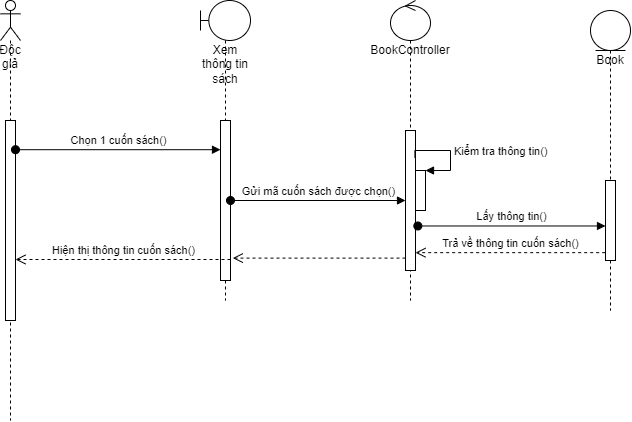 Độc
giả
Xem
thông tin
sách
BookController
Book
Chọn 1 cuốn sách()
Kiểm tra thông tin()
Gửi mã cuốn sách được chọn()
Lấy thông tin()
Trả về thông tin cuốn sách()
Hiện thị thông tin cuốn sách()